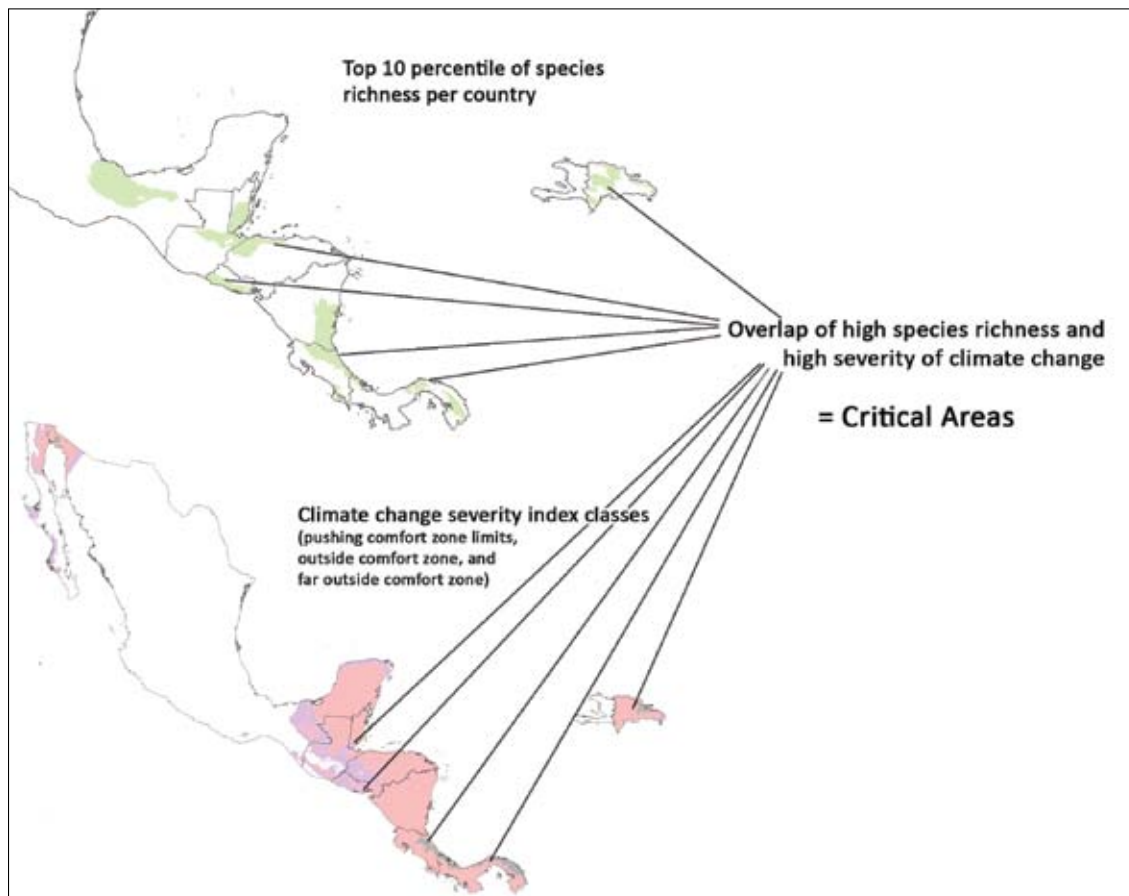 Top 10 percentile of species
richness per country
Overlap of high species richness and
high severity of climate change
= Critical Areas
Climate change severity index classes
(pushing comfort zone limits,
outside comfort zone, and
far outside comfort zone)